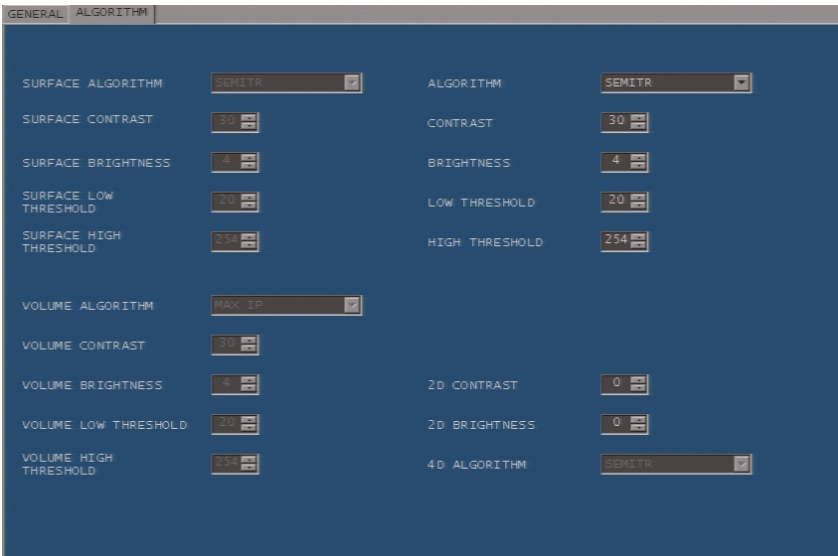 GENERAL ALGORITHM
SURFACE ALGORITHM SEMITR ALGORITHM SEMITR
SURFACE CONTRAST 30 CONTRAST 30
SURFACE BRIGHTNESS 4 BRIGHTNESS 4
SURFACE LOW
THRESHOLD 20 LOW THRESHOLD 20
SURFACE HIGH
THRESHOLD 254 HIGH THRESHOLD 254
VOLUME ALGORITHM MAX IP
VOLUME CONTRAST 30
VOLUME BRIGHTNESS 4 2D CONTRAST 0
VOLUME LOW THRESHOLD 20 2D BRIGHTNESS 0
VOLUME HIGH
THRESHOLD 254 4D ALGORITHM SEMITR